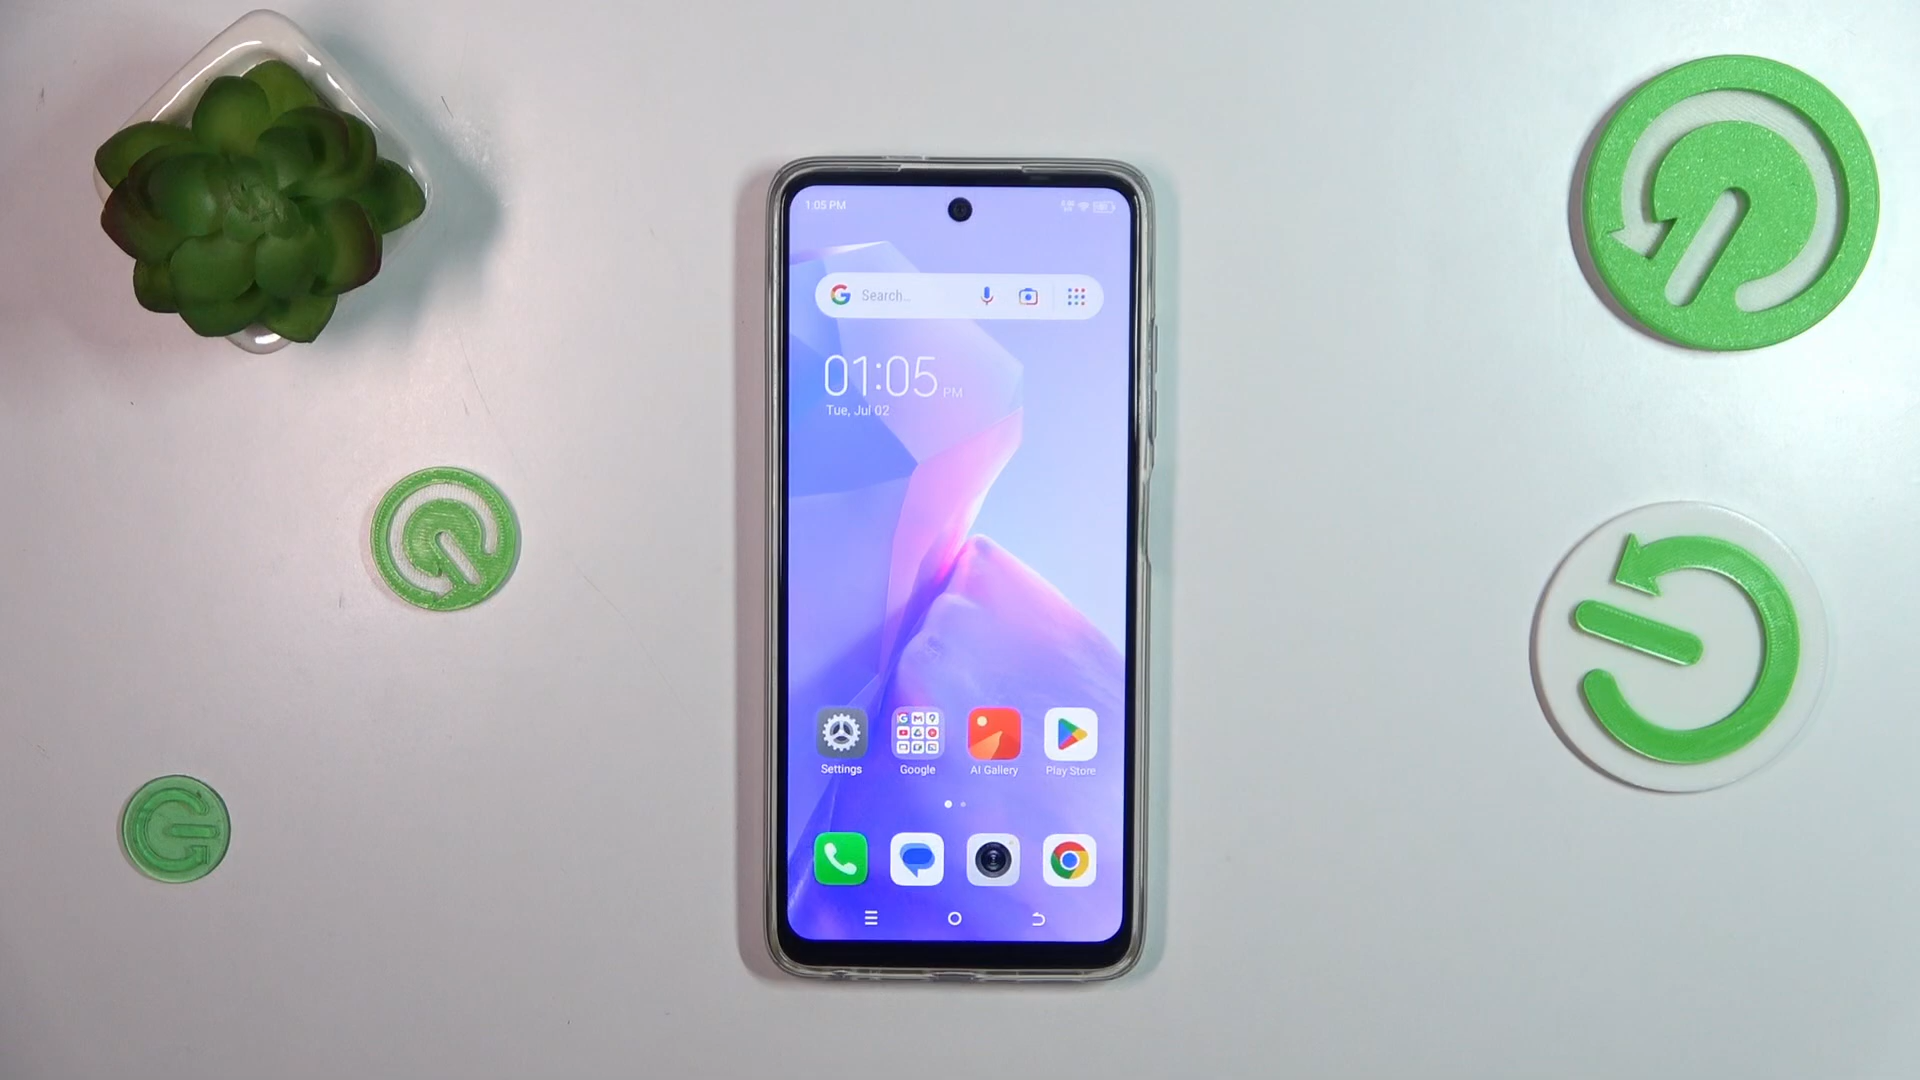 1:05 PM
Search...
01:05 PM
Tue, Jul 02
Settings
Google
AI Gallery
Play Store